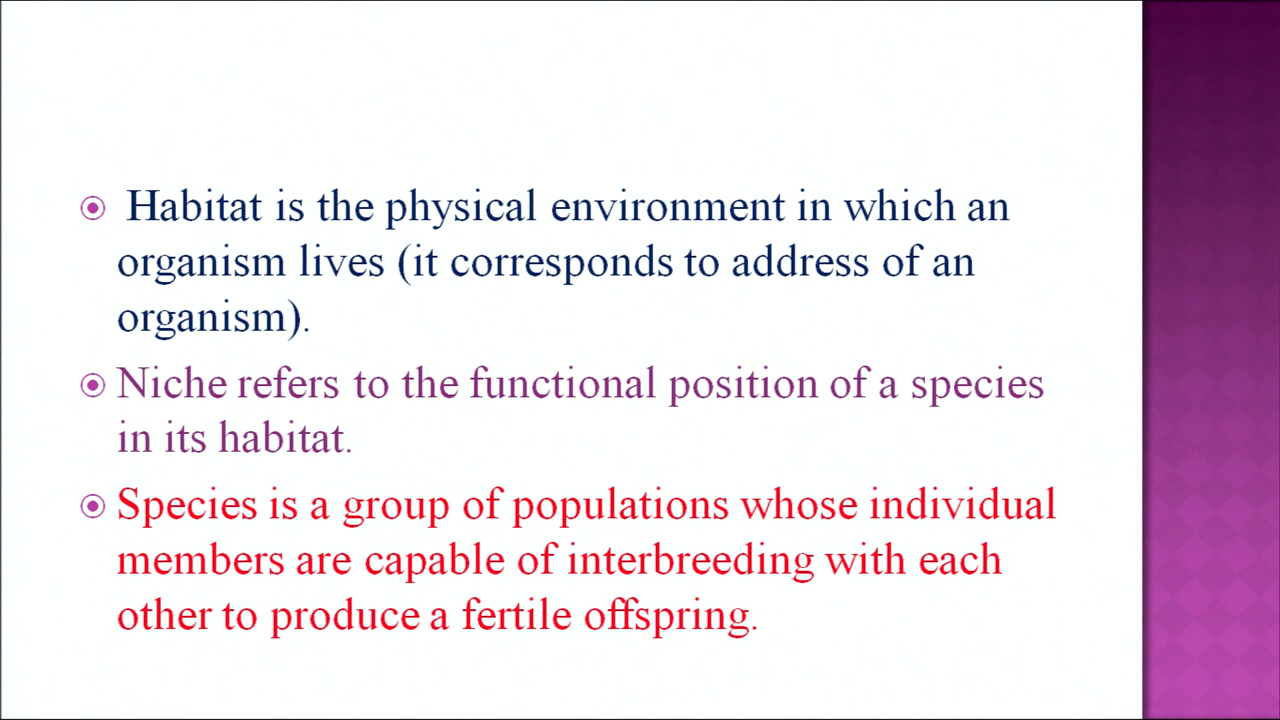 Habitat is the physical environment in which an
organism lives (it corresponds to address of an
organism).
Niche refers to the functional position of a species
in its habitat.
Species is a group of populations whose individual
members are capable of interbreeding with each
other to produce a fertile offspring.